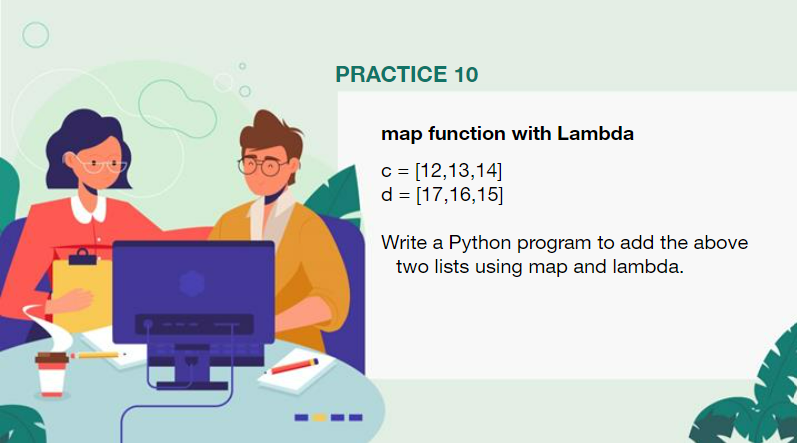 PRACTICE 10
map function with Lambda
c = [12,13,14]
d = [17,16,15]
Write a Python program to add the above
two lists using map and lambda.